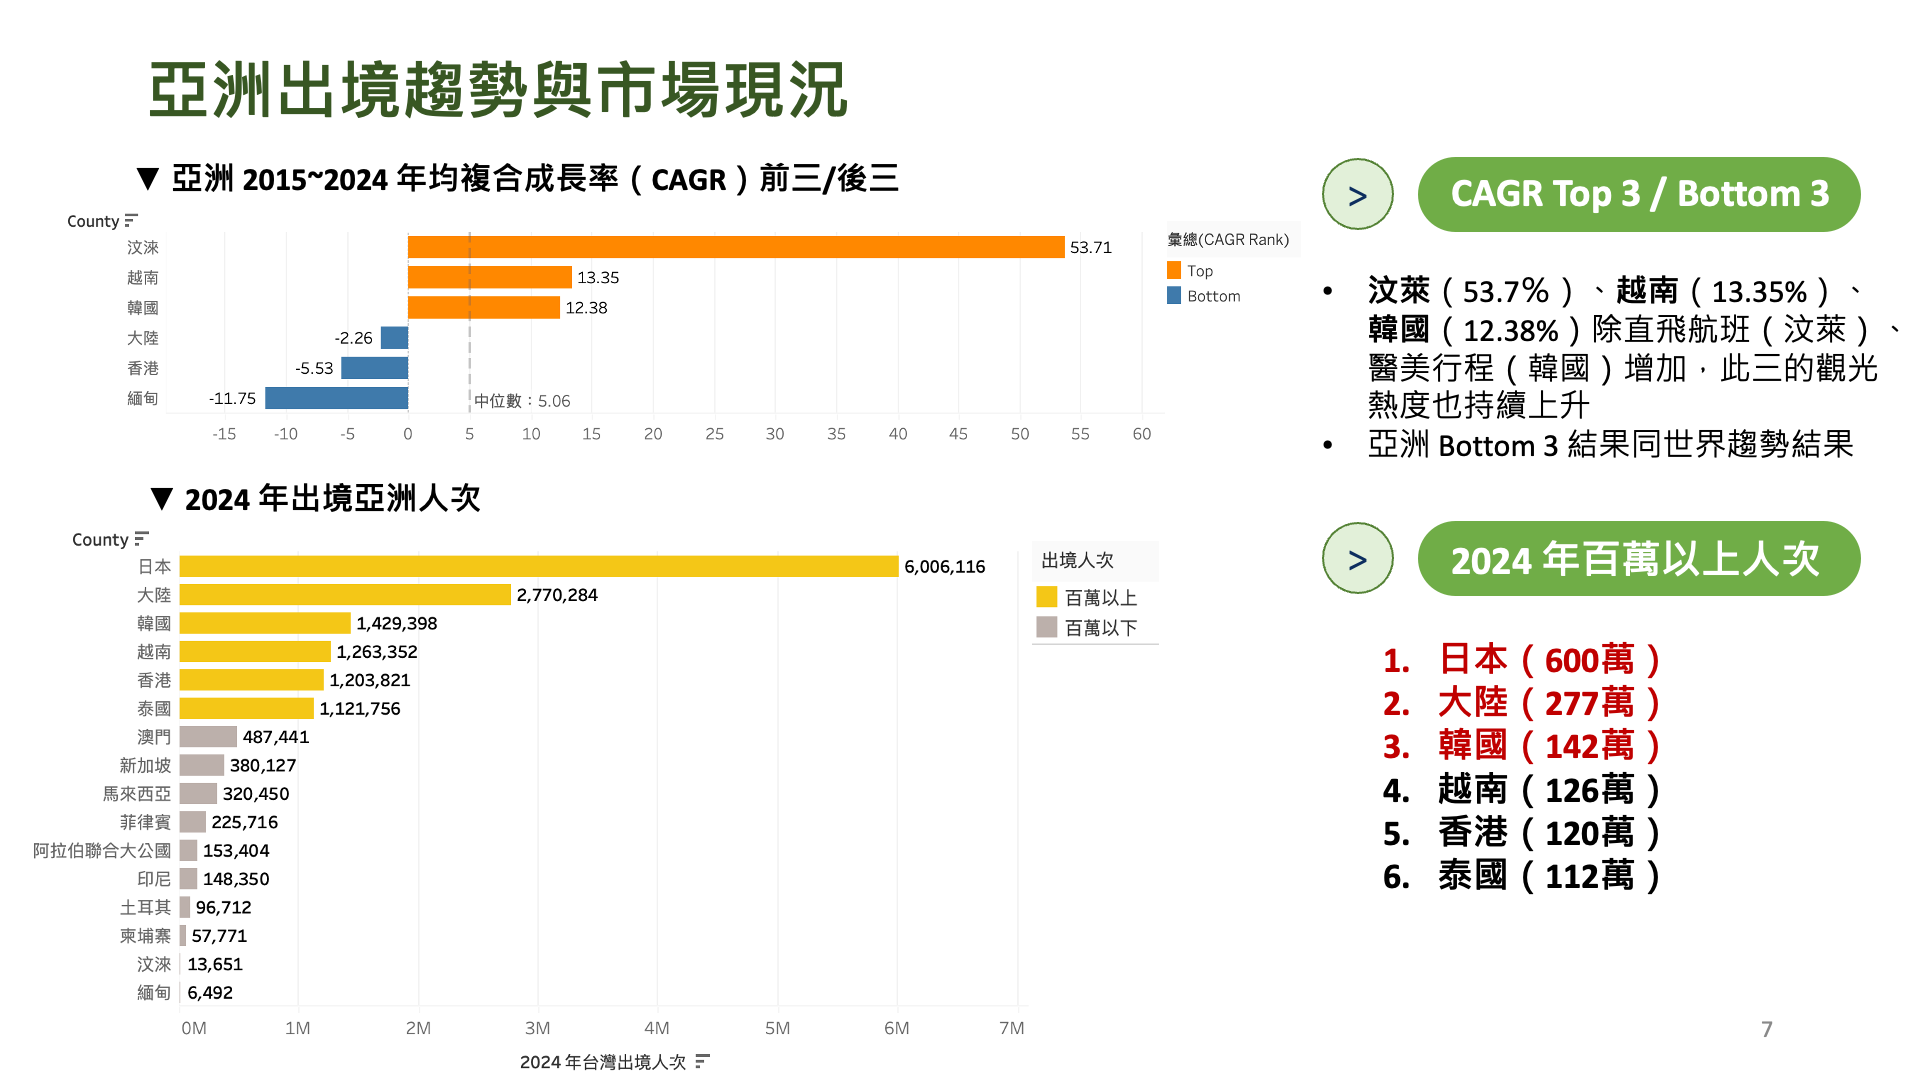 亞洲出境趨勢與市場現況
▼ 亞洲 2015~2024 年均複合成長率（CAGR）前三/後三
County
汶淶 53.71
越南 13.35
韓國 12.38
大陸 -2.26
香港 -5.53
緬甸 -11.75
中位數：5.06
-15 -10 -5 0 5 10 15 20 25 30 35 40 45 50 55 60
彙總(CAGR Rank)
Top
Bottom
▼ 2024 年出境亞洲人次
County
日本 6,006,116
大陸 2,770,284
韓國 1,429,398
越南 1,263,352
香港 1,203,821
泰國 1,121,756
澳門 487,441
新加坡 380,127
馬來西亞 320,450
菲律賓 225,716
阿拉伯聯合大公國 153,404
印尼 148,350
土耳其 96,712
柬埔寨 57,771
汶淶 13,651
緬甸 6,492
0M 1M 2M 3M 4M 5M 6M 7M
2024 年台灣出境人次
出境人次
百萬以上
百萬以下
> CAGR Top 3 / Bottom 3
• 汶萊（53.7%）、越南（13.35%）、
韓國（12.38%）除直飛航班（汶萊）、
醫美行程（韓國）增加，此三的觀光
熱度也持續上升
• 亞洲 Bottom 3 結果同世界趨勢結果
> 2024 年百萬以上人次
1. 日本（600萬）
2. 大陸（277萬）
3. 韓國（142萬）
4. 越南（126萬）
5. 香港（120萬）
6. 泰國（112萬）
7